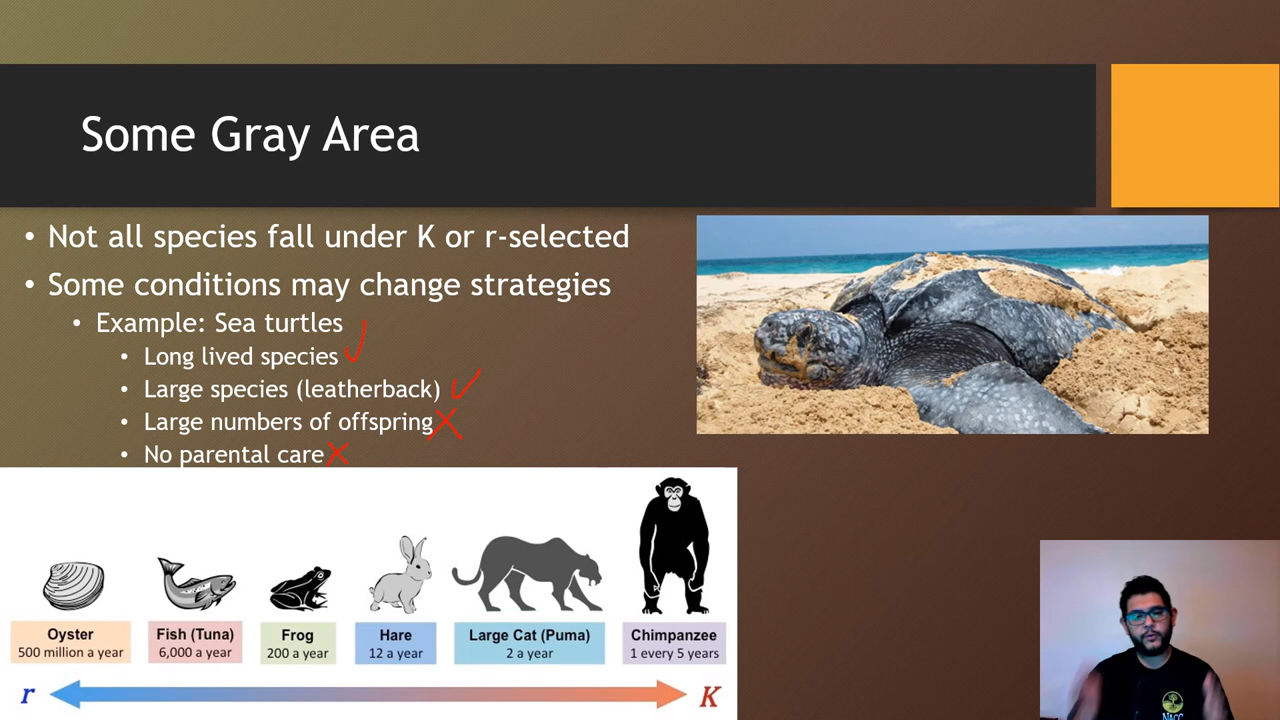 Some Gray Area
• Not all species fall under K or r-selected
• Some conditions may change strategies
• Example: Sea turtles
• Long lived species
• Large species (leatherback)
• Large numbers of offspring
• No parental care
Oyster
500 million a year
Fish (Tuna)
6,000 a year
Frog
200 a year
Hare
12 a year
Large Cat (Puma)
2 a year
Chimpanzee
1 every 5 years
r
K